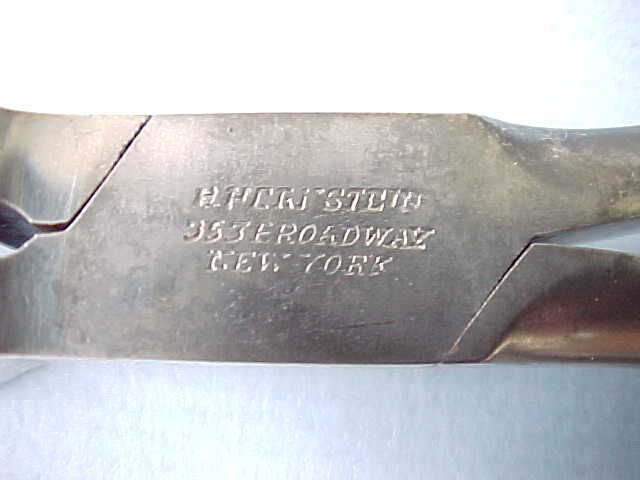 H. HERNSTEIN
393 BROADWAY
NEW YORK